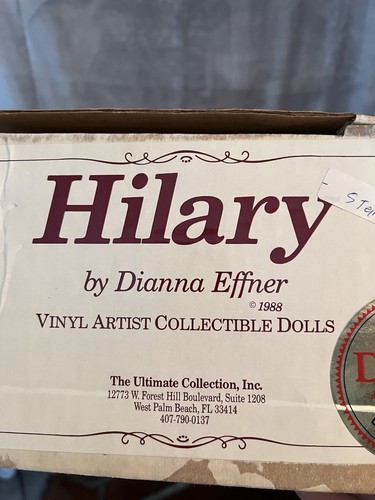 Hilary
by Dianna Effner
© 1988
VINYL ARTIST COLLECTIBLE DOLLS
The Ultimate Collection, Inc.
12773 W. Forest Hill Boulevard, Suite 1208
West Palm Beach, FL 33414
407-790-0137